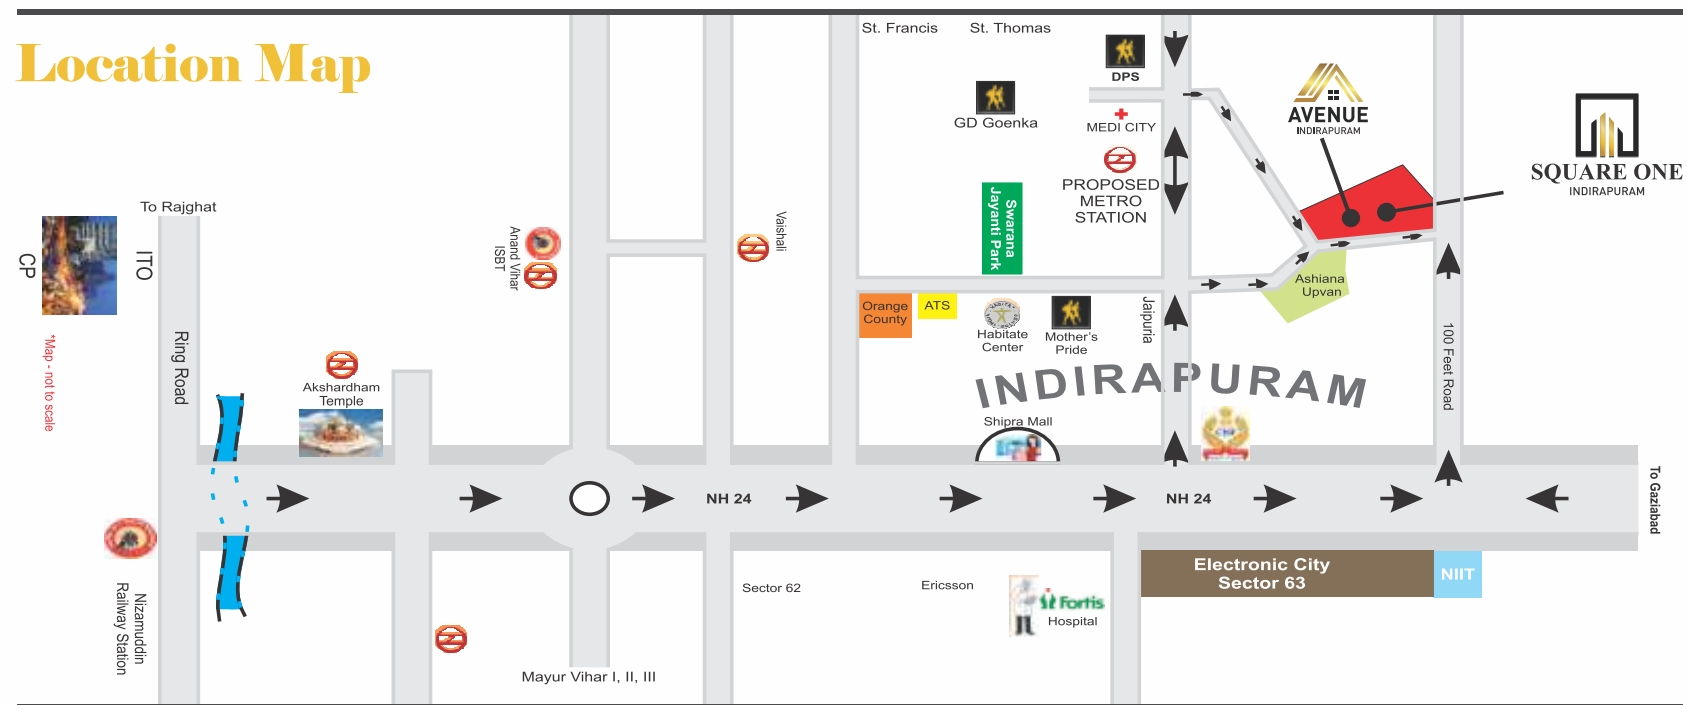 Location Map
St. Francis
St. Thomas
DPS
GD Goenka
MEDI CITY
PROPOSED
METRO
STATION
AVENUE
INDIRAPURAM
SQUARE ONE
INDIRAPURAM
To Rajghat
CP
ITO
*Map - not to scale
Ring Road
Anand Vihar
ISBT
Vaishali
Swarana
Jayanti Park
Orange
County
ATS
Habitate
Center
Mother's
Pride
Jaipuria
Ashiana
Upvan
100 Feet Road
Akshardham
Temple
INDIRAPURAM
Shipra Mall
NH 24
NH 24
To Gaziabad
Nizamuddin
Railway Station
Sector 62
Ericsson
Fortis
Hospital
Electronic City
Sector 63
NIIT
Mayur Vihar I, II, III